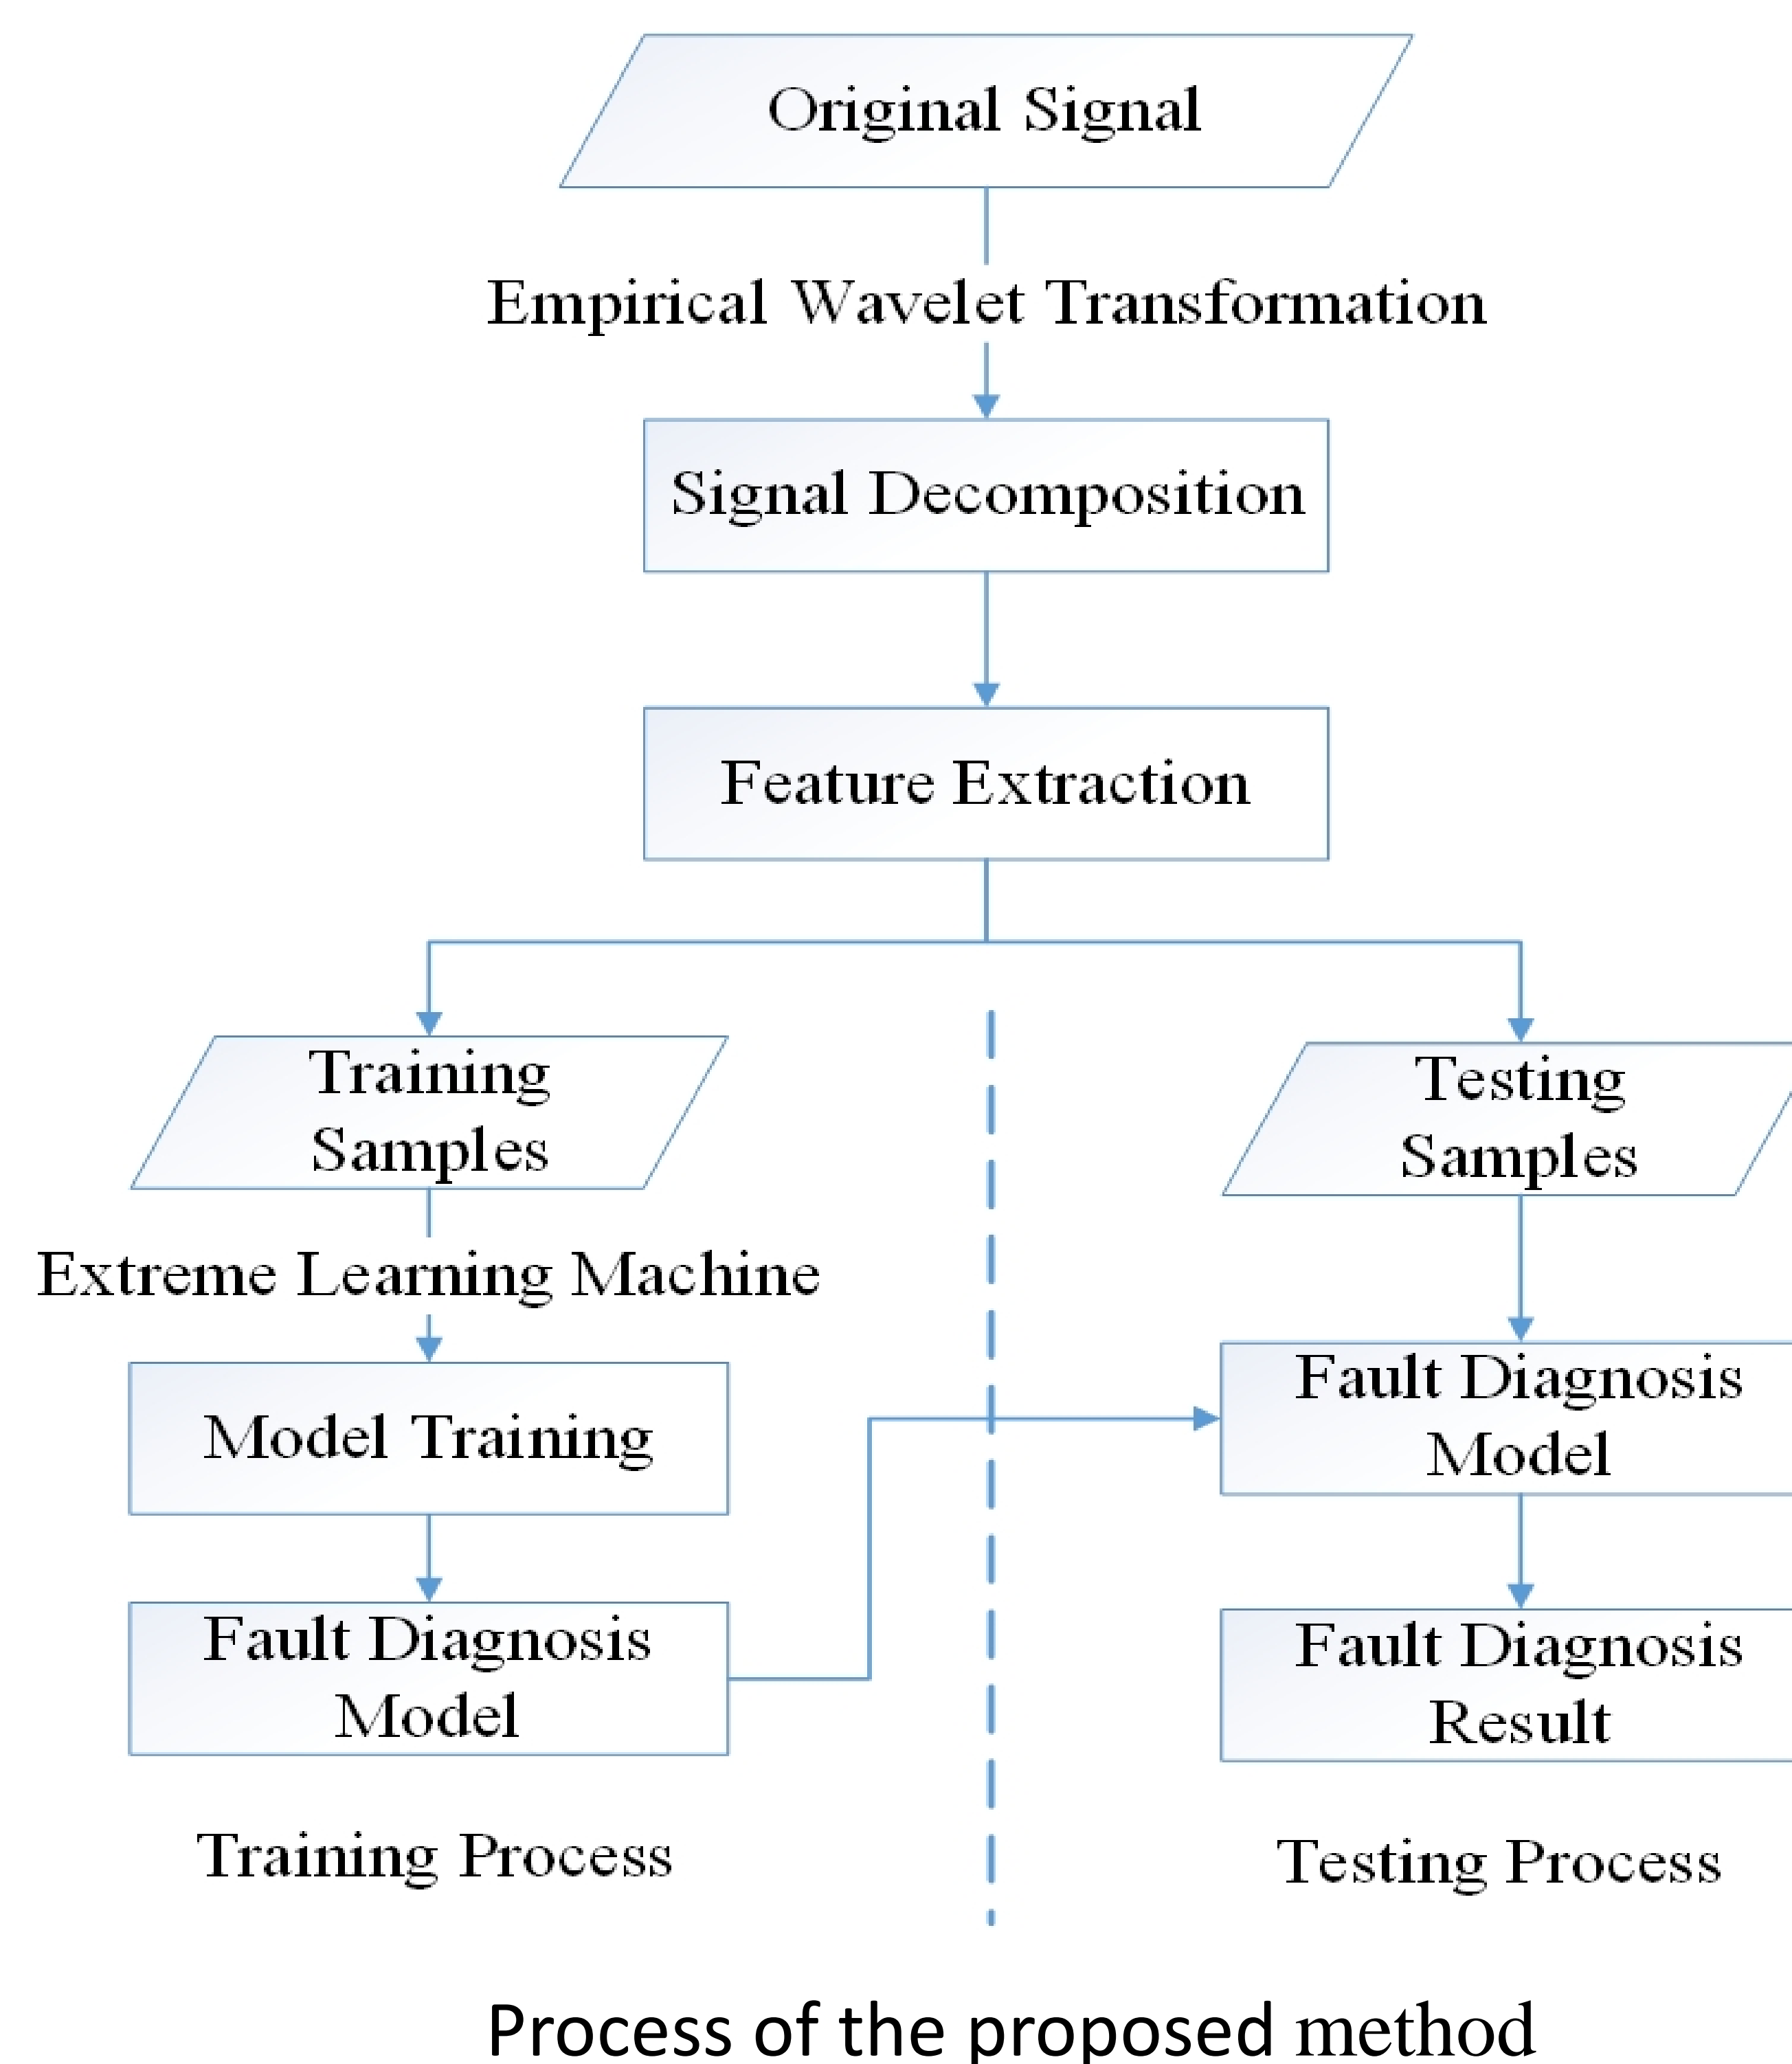 Original Signal
Empirical Wavelet Transformation
Signal Decomposition
Feature Extraction
Training
Samples
Extreme Learning Machine
Model Training
Fault Diagnosis
Model
Training Process
Testing
Samples
Fault Diagnosis
Model
Fault Diagnosis
Result
Testing Process
Process of the proposed method